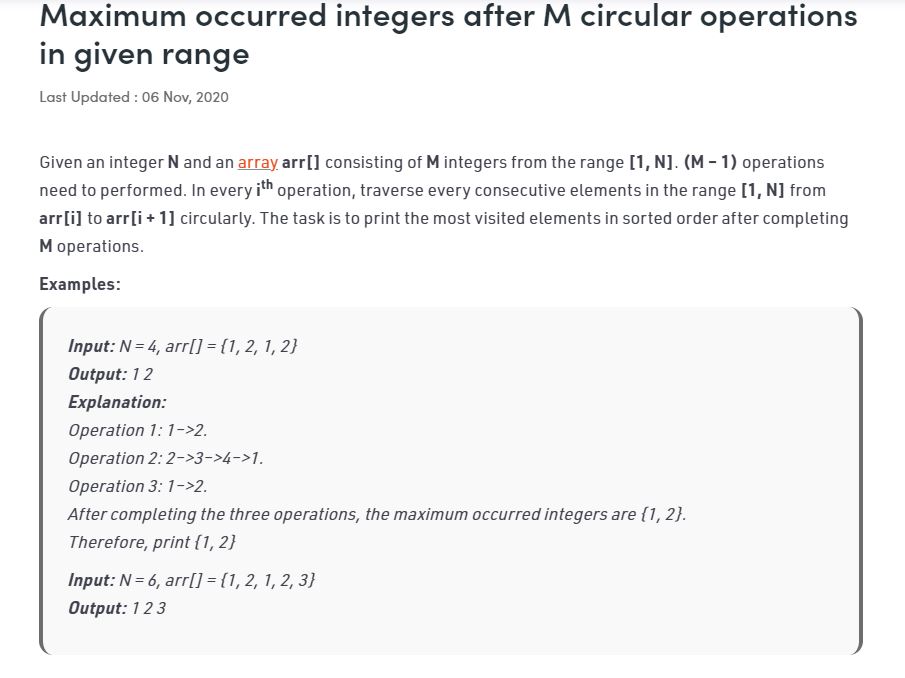 Maximum occurred integers after M circular operations
in given range
Last Updated : 06 Nov, 2020
Given an integer N and an array arr[] consisting of M integers from the range [1, N]. (M – 1) operations
need to performed. In every ith operation, traverse every consecutive elements in the range [1, N] from
arr[i] to arr[i + 1] circularly. The task is to print the most visited elements in sorted order after completing
M operations.
Examples:
Input: N = 4, arr[] = {1, 2, 1, 2}
Output: 1 2
Explanation:
Operation 1: 1->2.
Operation 2: 2->3->4->1.
Operation 3: 1->2.
After completing the three operations, the maximum occurred integers are {1, 2}.
Therefore, print {1, 2}
Input: N = 6, arr[] = {1, 2, 1, 2, 3}
Output: 1 2 3